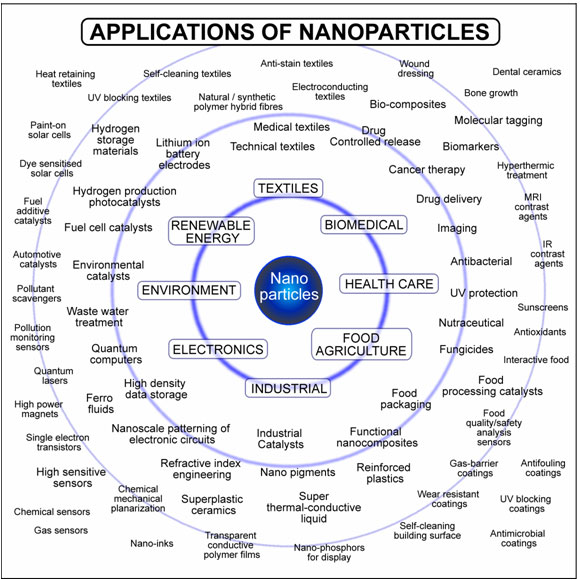 APPLICATIONS OF NANOPARTICLES
Anti-stain textiles
Wound
dressing
Heat retaining
textiles
Self-cleaning textiles
Dental ceramics
Electroconducting
textiles
Bone growth
UV blocking textiles
Natural / synthetic
polymer hybrid fibres
Bio-composites
Medical textiles
Drug
Controlled release
Molecular tagging
Paint-on
solar cells
Hydrogen
storage
materials
Lithium ion
battery
electrodes
Technical textiles
Biomarkers
Dye sensitised
solar cells
Cancer therapy
Hyperthermic
treatment
TEXTILES
Hydrogen production
photocatalysts
Drug delivery
MRI
contrast
agents
Fuel
additive
catalysts
Fuel cell catalysts
RENEWABLE
ENERGY
BIOMEDICAL
Imaging
IR
contrast
agents
Automotive
catalysts
Environmental
catalysts
Antibacterial
Nano
particles
HEALTH CARE
ENVIRONMENT
UV protection
Pollutant
scavengers
Sunscreens
Waste water
treatment
Nutraceutical
Antioxidants
Pollution
monitoring
sensors
Quantum
computers
ELECTRONICS
FOOD
AGRICULTURE
Fungicides
Interactive food
Quantum
lasers
High density
data storage
INDUSTRIAL
Food
processing catalysts
High power
magnets
Ferro
fluids
Food
packaging
Food
quality/safety
analysis
sensors
Single electron
transistors
Nanoscale patterning of
electronic circuits
Industrial
Catalysts
Functional
nanocomposites
High sensitive
sensors
Refractive index
engineering
Nano pigments
Reinforced
plastics
Gas-barrier
coatings
Antifouling
coatings
Chemical
mechanical
planarization
Superplastic
ceramics
Super
thermal-conductive
liquid
Wear resistant
coatings
UV blocking
coatings
Chemical sensors
Gas sensors
Nano-inks
Transparent
conductive
polymer films
Nano-phosphors
for display
Self-cleaning
building surface
Antimicrobial
coatings